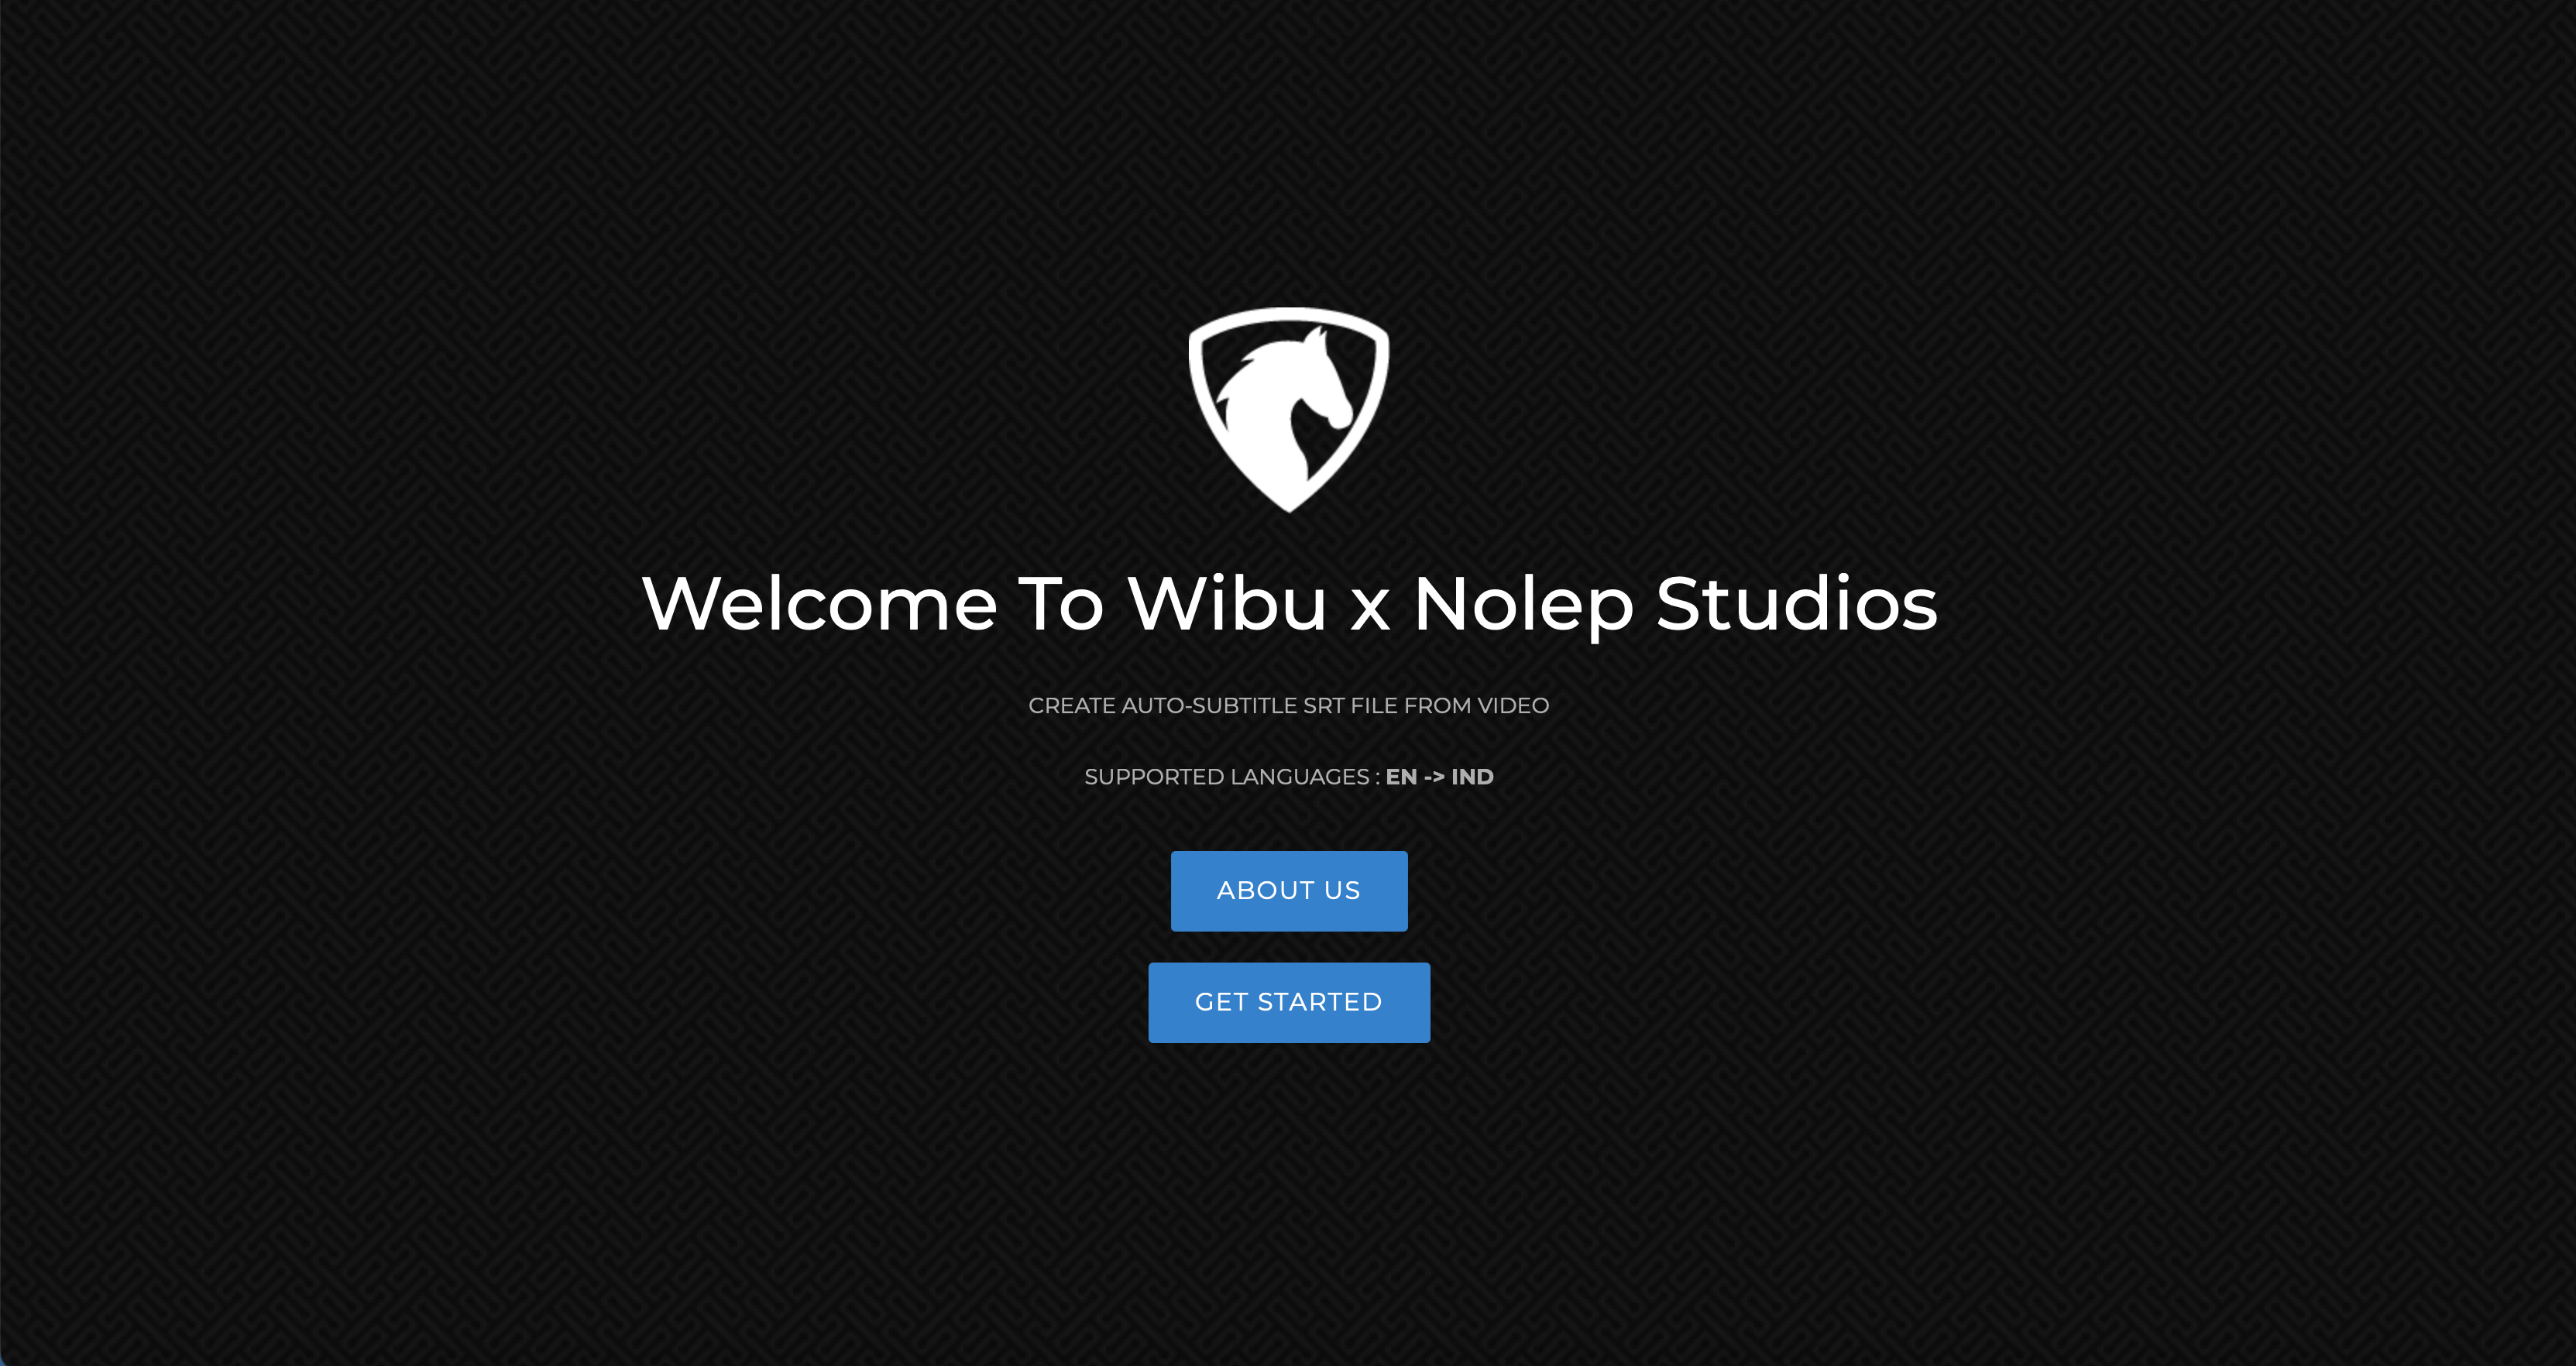 Welcome To Wibu x Nolep Studios
CREATE AUTO-SUBTITLE SRT FILE FROM VIDEO
SUPPORTED LANGUAGES : EN -> IND
ABOUT US
GET STARTED